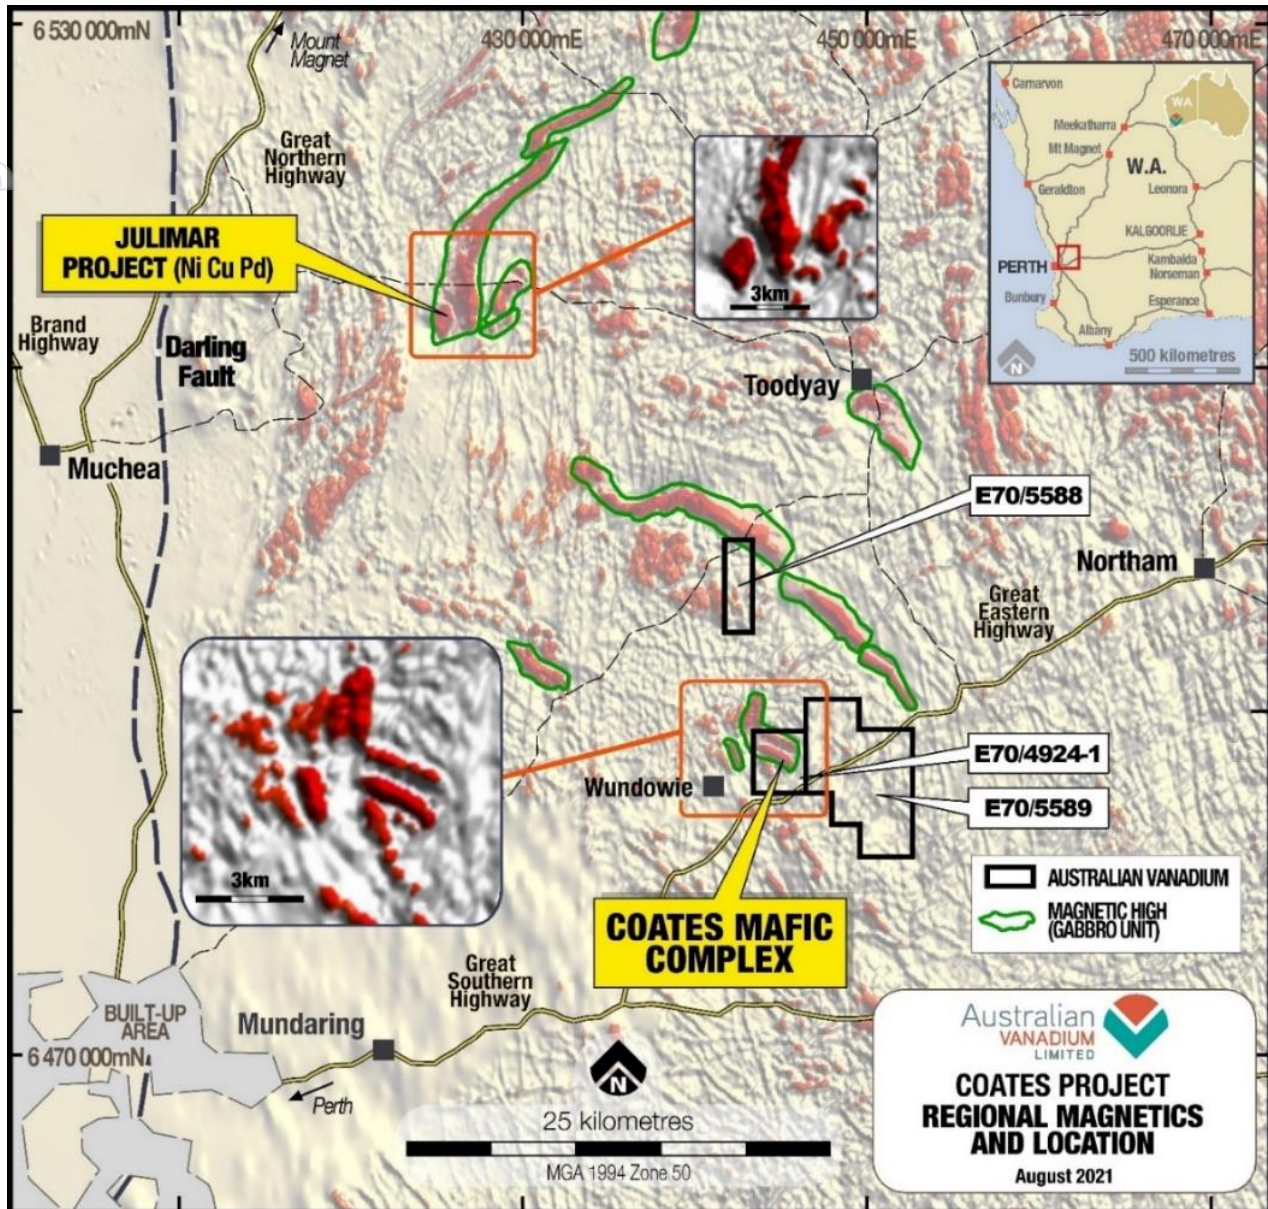 6 530 000mN
430 000mE
450 000mE
470 000mE
Mount
Magnet
Great
Northern
Highway
JULIMAR
PROJECT (Ni Cu Pd)
3km
Carnarvon
WA
Meekatharra
Mt Magnet
W.A.
Geraldton
Leonora
KALGOORLIE
PERTH
Kambalda
Norseman
Bunbury
Esperance
Albany
N
500 kilometres
Brand
Highway
Darling
Fault
Toodyay
Muchea
E70/5588
Northam
Great
Eastern
Highway
3km
Wundowie
E70/4924-1
E70/5589
AUSTRALIAN VANADIUM
MAGNETIC HIGH
(GABBRO UNIT)
COATES MAFIC
COMPLEX
Great
Southern
Highway
BUILT-UP
AREA
Mundaring
6 470 000mN
Perth
N
25 kilometres
MGA 1994 Zone 50
Australian
VANADIUM
LIMITED
COATES PROJECT
REGIONAL MAGNETICS
AND LOCATION
August 2021